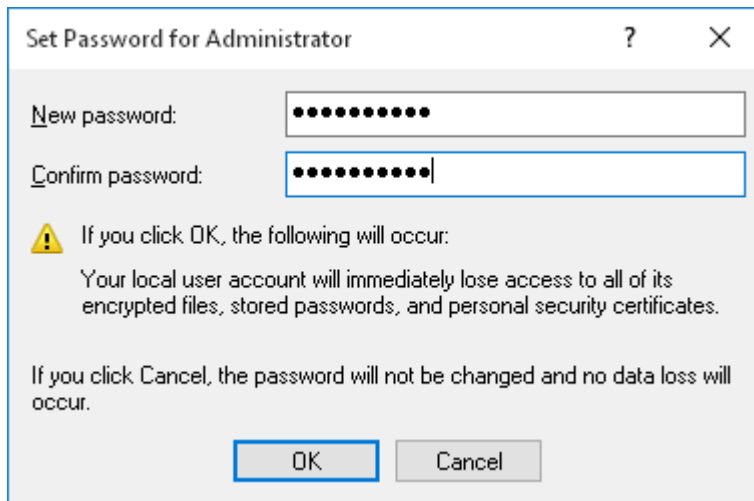 Set Password for Administrator
New password:
Confirm password:
If you click OK, the following will occur:
Your local user account will immediately lose access to all of its
encrypted files, stored passwords, and personal security certificates.
If you click Cancel, the password will not be changed and no data loss will
occur.
OK Cancel